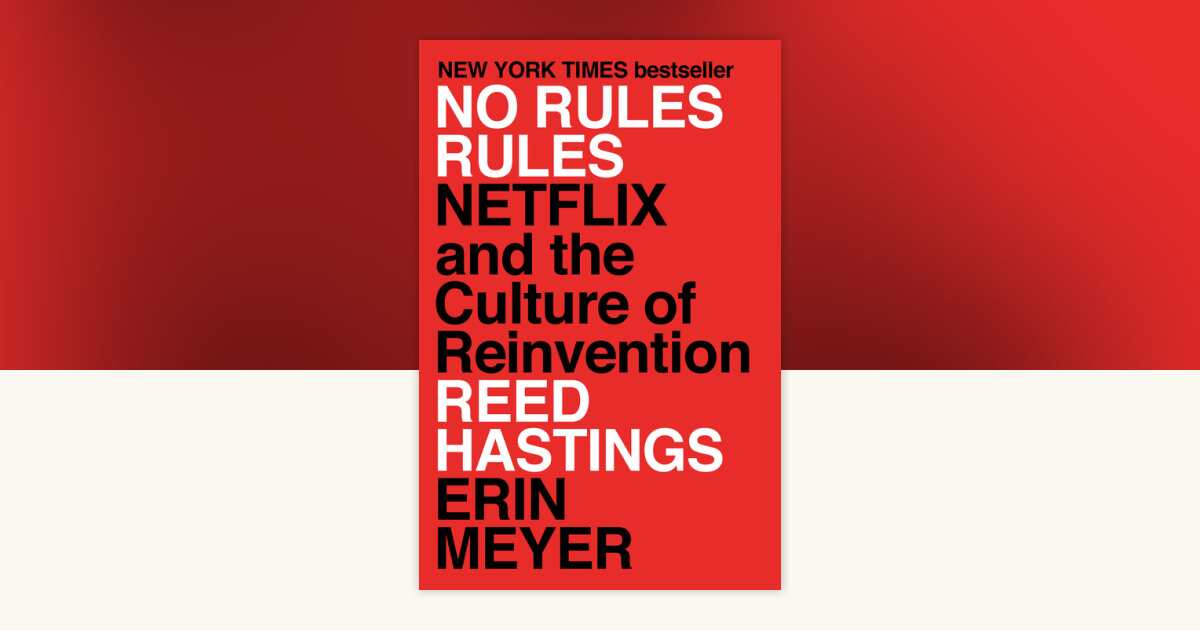 NEW YORK TIMES bestseller
NO RULES
RULES
NETFLIX
and the
Culture of
Reinvention
REED
HASTINGS
ERIN
MEYER